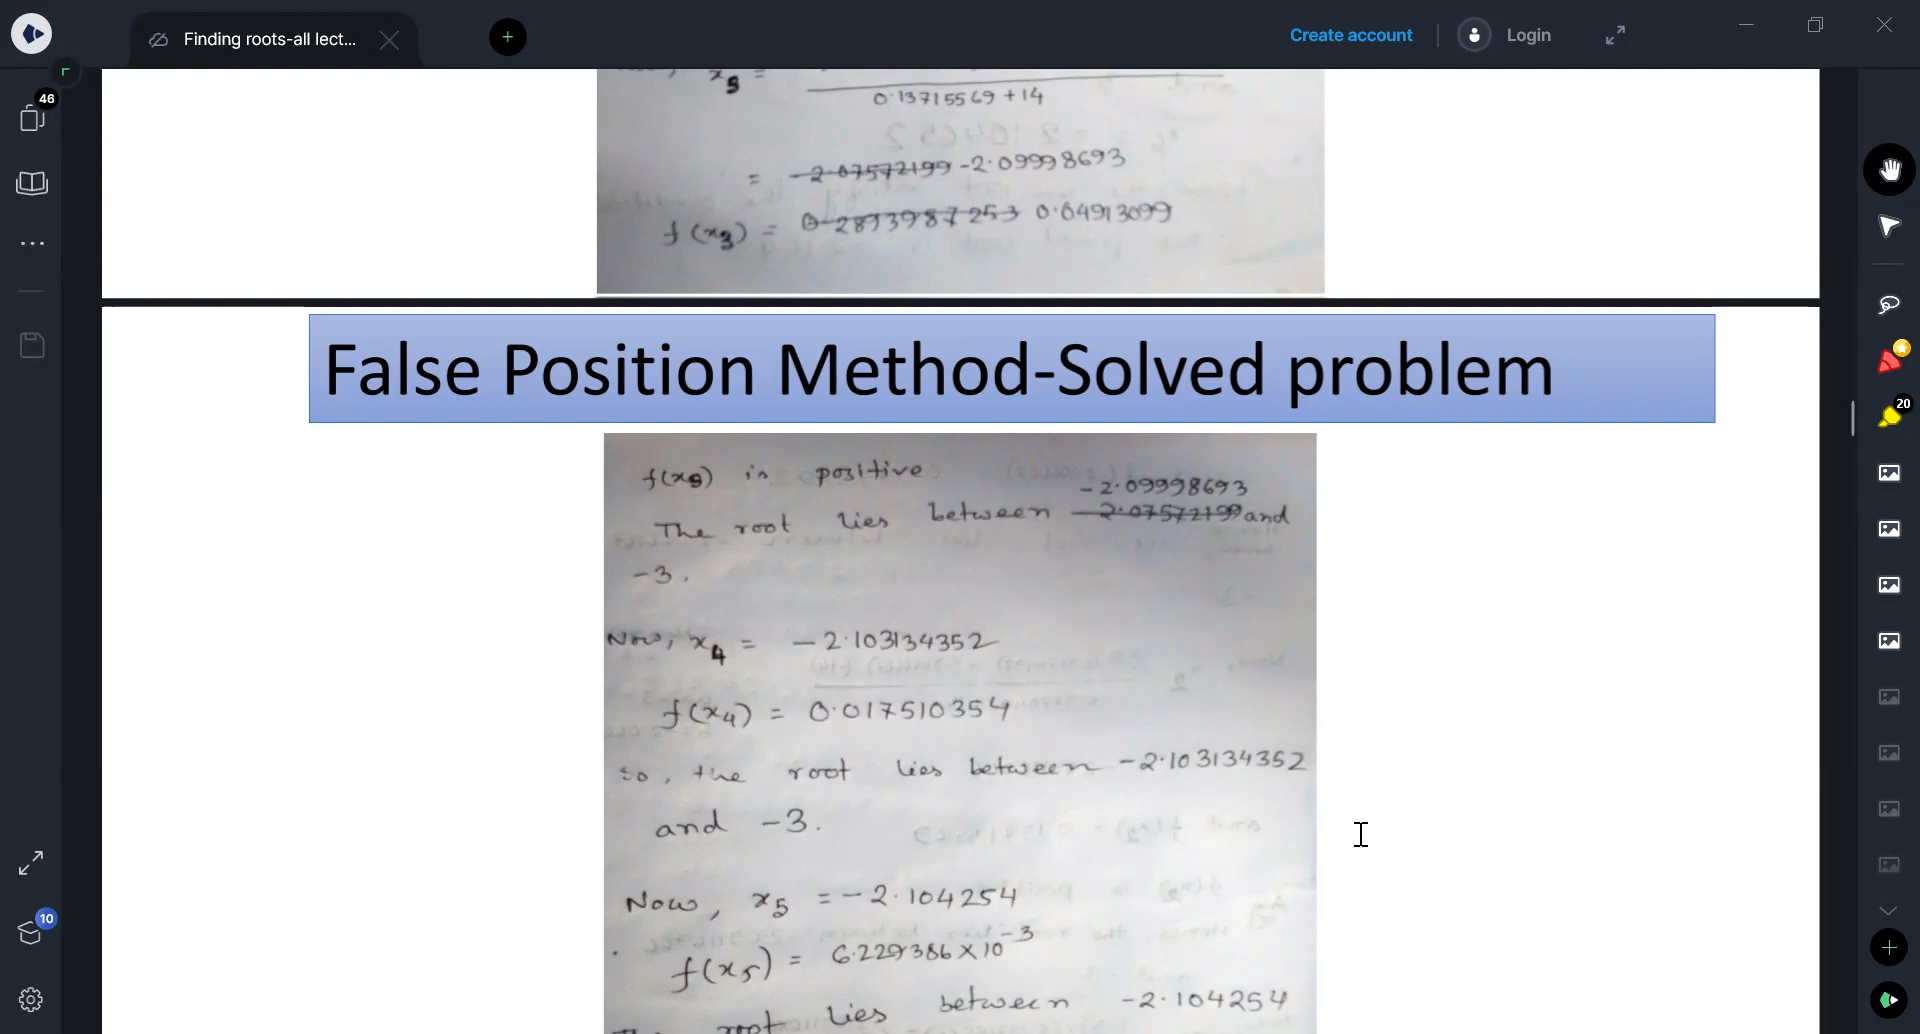 Finding roots-all lect...
Create account
Login
46
x₃ =
0.13715569 + 14
= -2.07572199 -2.09998693
f(x₃) = 0.2893987253 0.04913099
False Position Method-Solved problem
f(x₃) is positive
-2.09998693
The root lies between -2.07572199 and
-3.
Now, x₄ = -2.103134352
f(x₄) = 0.017510354
so, the root lies between -2.103134352
and -3.
Now, x₅ = -2.104254
f(x₅) = 6.229386 X 10⁻³
root lies between -2.104254
20
10